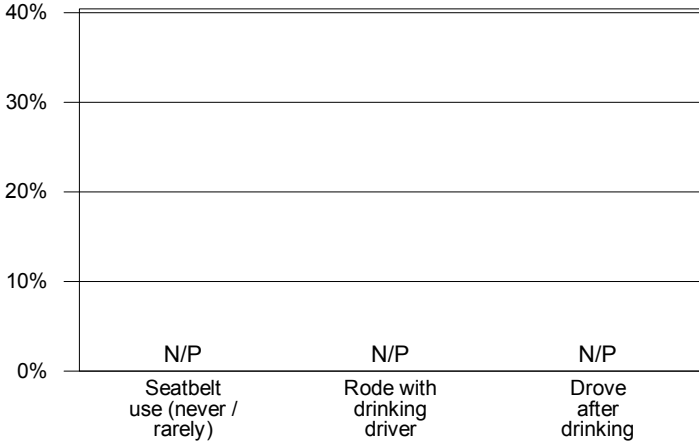 40%
30%
20%
10%
0%
N/P
N/P
N/P
Seatbelt
use (never /
rarely)
Rode with
drinking
driver
Drove
after
drinking